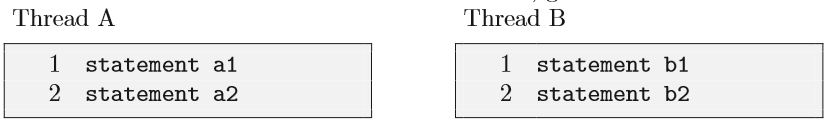 Thread A
1 statement a1
2 statement a2
Thread B
1 statement b1
2 statement b2